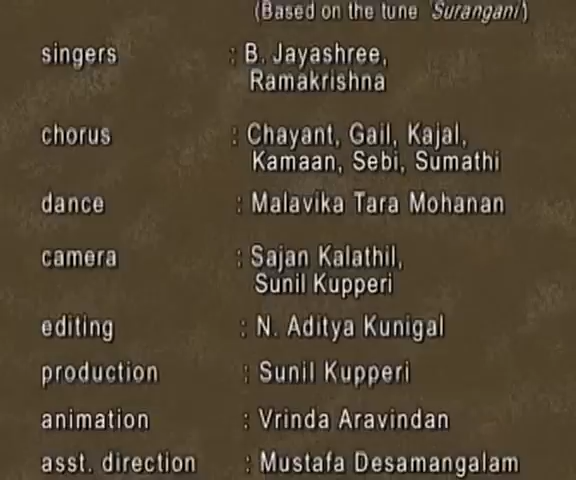 (Based on the tune 'Surangani')
singers : B. Jayashree,
Ramakrishna
chorus : Chayant, Gail, Kajal,
Kamaan, Sebi, Sumathi
dance : Malavika Tara Mohanan
camera : Sajan Kalathil,
Sunil Kupperi
editing : N. Aditya Kunigal
production : Sunil Kupperi
animation : Vrinda Aravindan
asst. direction : Mustafa Desamangalam